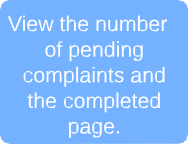 View the number
of pending
complaints and
the completed
page.